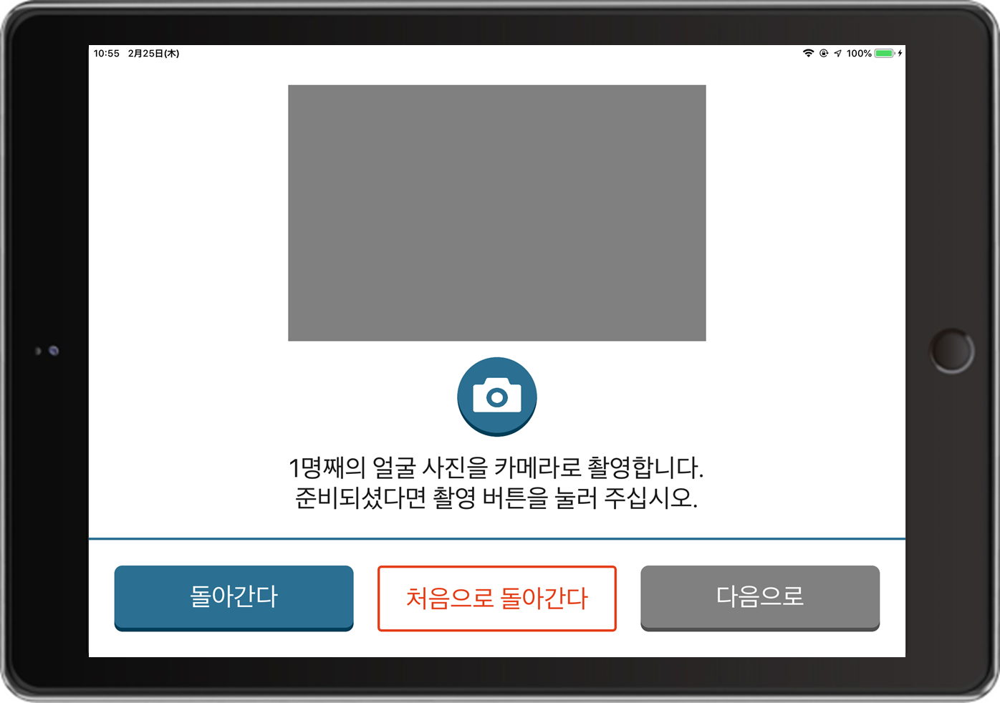 10:55 2月25日(木) 100%
1명째의 얼굴 사진을 카메라로 촬영합니다.
준비되셨다면 촬영 버튼을 눌러 주십시오.
돌아간다 처음으로 돌아간다 다음으로